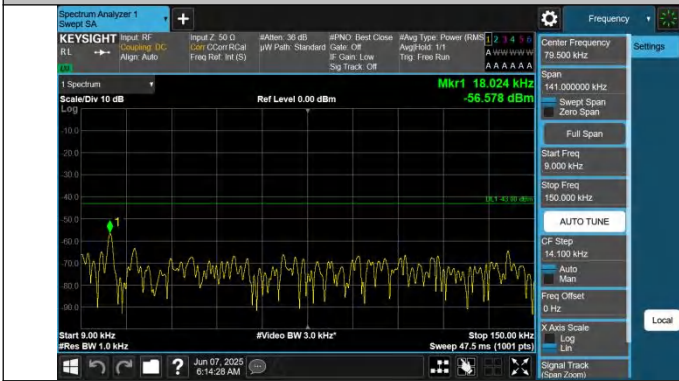 Spectrum Analyzer 1
Swept SA
+
Frequency
KEYSIGHT
RL
Input: RF
Coupling: DC
Align: Auto
Input Z: 50 Ω
Corr CCorr RCal
Freq Ref: Int (S)
#Atten: 36 dB
µW Path: Standard
#PNO: Best Close
Gate: Off
IF Gain: Low
Sig Track: Off
#Avg Type: Power (RMS)
Avg|Hold: 1/1
Trig: Free Run
1 2 3 4 5 6
A W W W W W
A A A A A A
1 Spectrum
Scale/Div 10 dB
Ref Level 0.00 dBm
Mkr1 18.024 kHz
-56.578 dBm
Log
-10.0
-20.0
-30.0
-40.0
-50.0
-60.0
-70.0
-80.0
-90.0
1
Start 9.00 kHz
#Res BW 1.0 kHz
#Video BW 3.0 kHz*
Stop 150.00 kHz
Sweep 47.5 ms (1001 pts)
?
Jun 07, 2025
6:14:28 AM
Center Frequency
79.500 kHz
Span
141.000000 kHz
Swept Span
Zero Span
Full Span
Start Freq
9.000 kHz
Stop Freq
150.000 kHz
AUTO TUNE
CF Step
14.100 kHz
Auto
Man
Freq Offset
0 Hz
X Axis Scale
Log
Lin
Signal Track
(Span Zoom)
Settings
Local